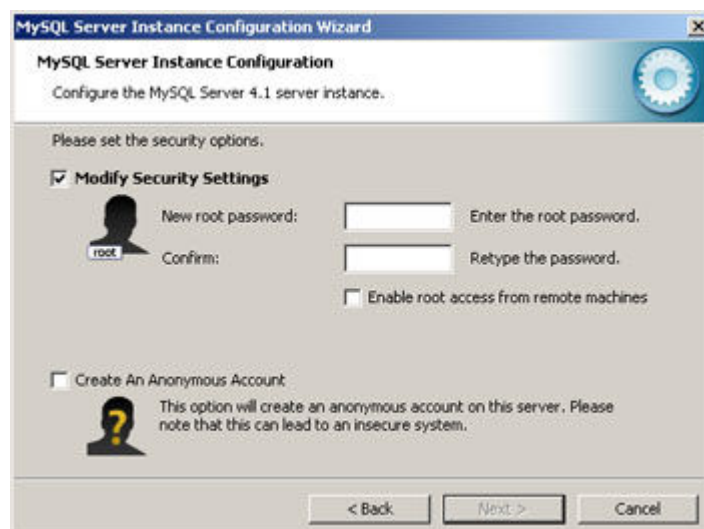 MySQL Server Instance Configuration Wizard
MySQL Server Instance Configuration
Configure the MySQL Server 4.1 server instance.
Please set the security options.
Modify Security Settings
root
New root password:
Enter the root password.
Confirm:
Retype the password.
Enable root access from remote machines
Create An Anonymous Account
?
This option will create an anonymous account on this server. Please
note that this can lead to an insecure system.
< Back
Next >
Cancel